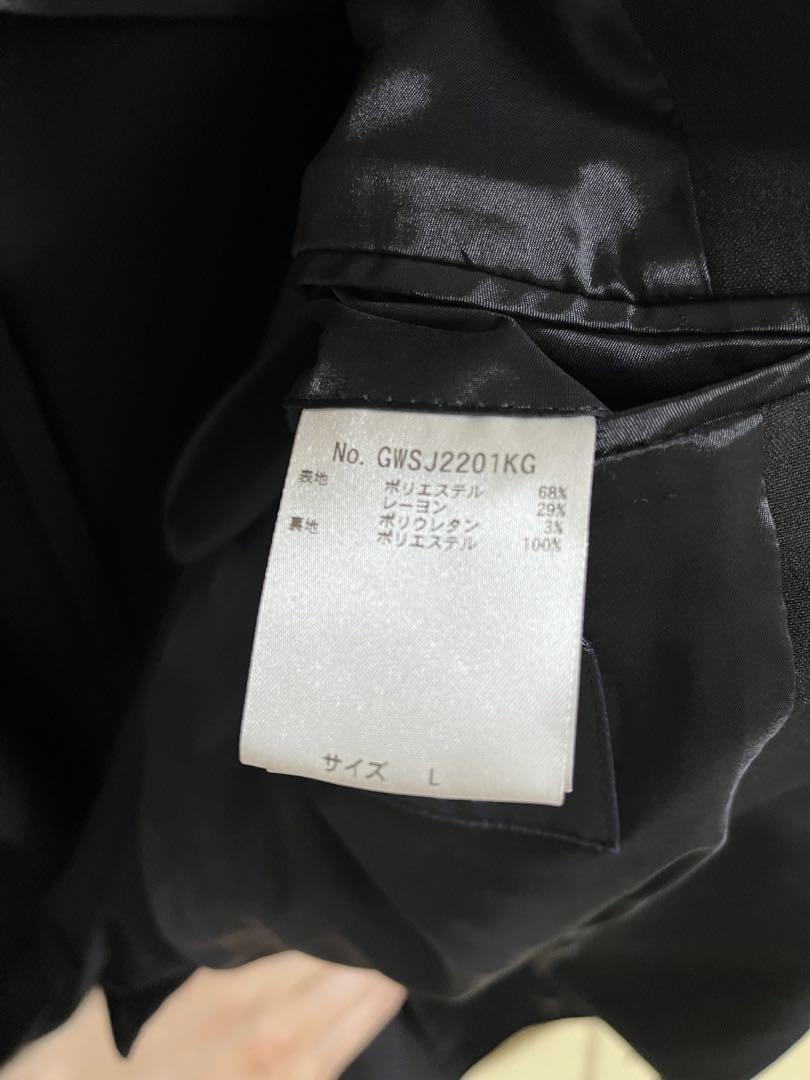 No. GWSJ2201KG
表地 ポリエステル 68%
レーヨン 29%
裏地 ポリウレタン 3%
ポリエステル 100%
サイズ L